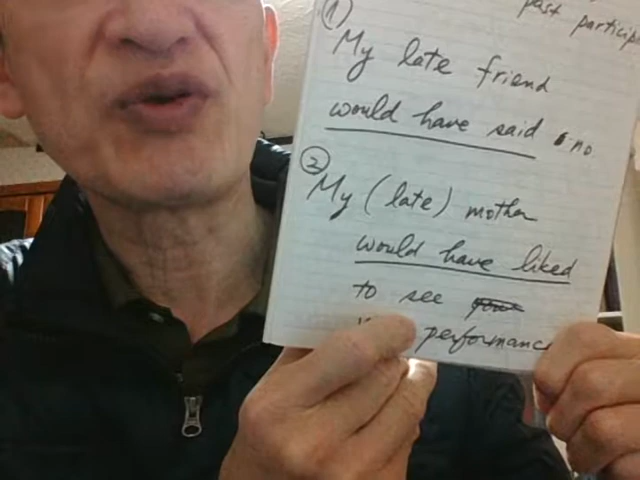 past particip
①
My late friend
would have said no
②
My (late) mother
would have liked
to see
performanc